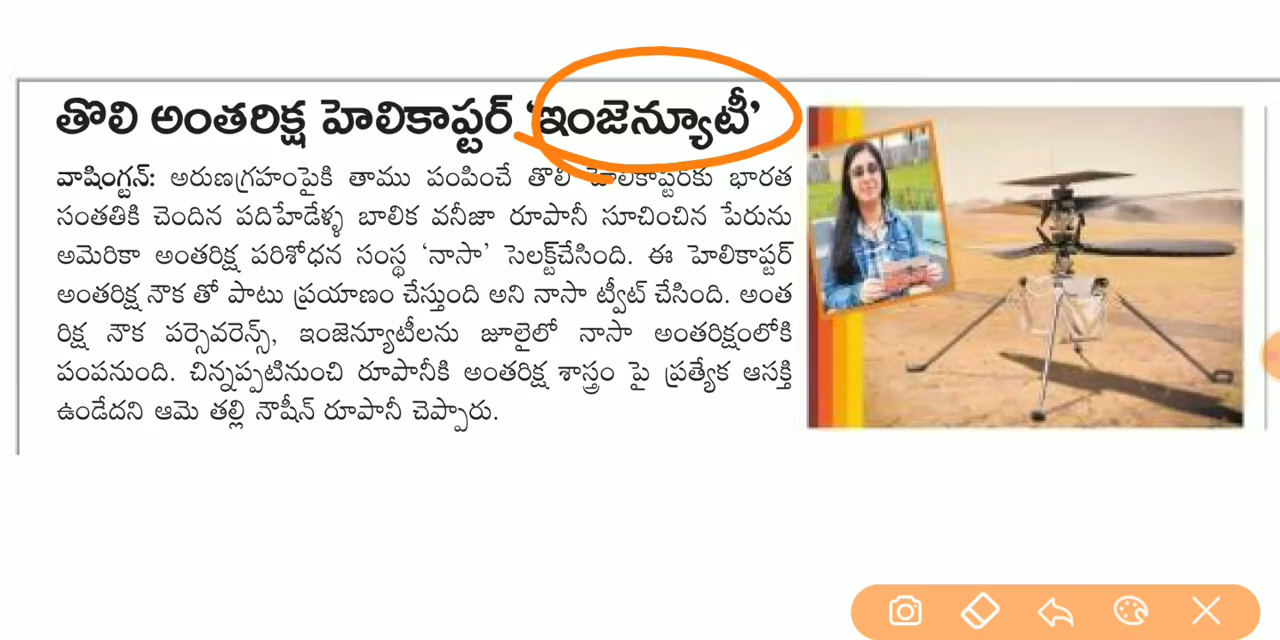 తొలి అంతరిక్ష హెలికాప్టర్ ‘ఇంజెన్యూటీ’
వాషింగ్టన్: అరుణగ్రహంపైకి తాము పంపించే తొలి హెలికాప్టర్‌కు భారత
సంతతికి చెందిన పదిహేడేళ్ళ బాలిక వనీజా రూపానీ సూచించిన పేరును
అమెరికా అంతరిక్ష పరిశోధన సంస్థ ‘నాసా’ సెలక్ట్‌చేసింది. ఈ హెలికాప్టర్
అంతరిక్ష నౌక తో పాటు ప్రయాణం చేస్తుంది అని నాసా ట్వీట్ చేసింది. అంత
రిక్ష నౌక పర్సెవరెన్స్, ఇంజెన్యూటీలను జూలైలో నాసా అంతరిక్షంలోకి
పంపనుంది. చిన్నప్పటినుంచి రూపానీకి అంతరిక్ష శాస్త్రం పై ప్రత్యేక ఆసక్తి
ఉండేదని ఆమె తల్లి నౌషీన్ రూపానీ చెప్పారు.